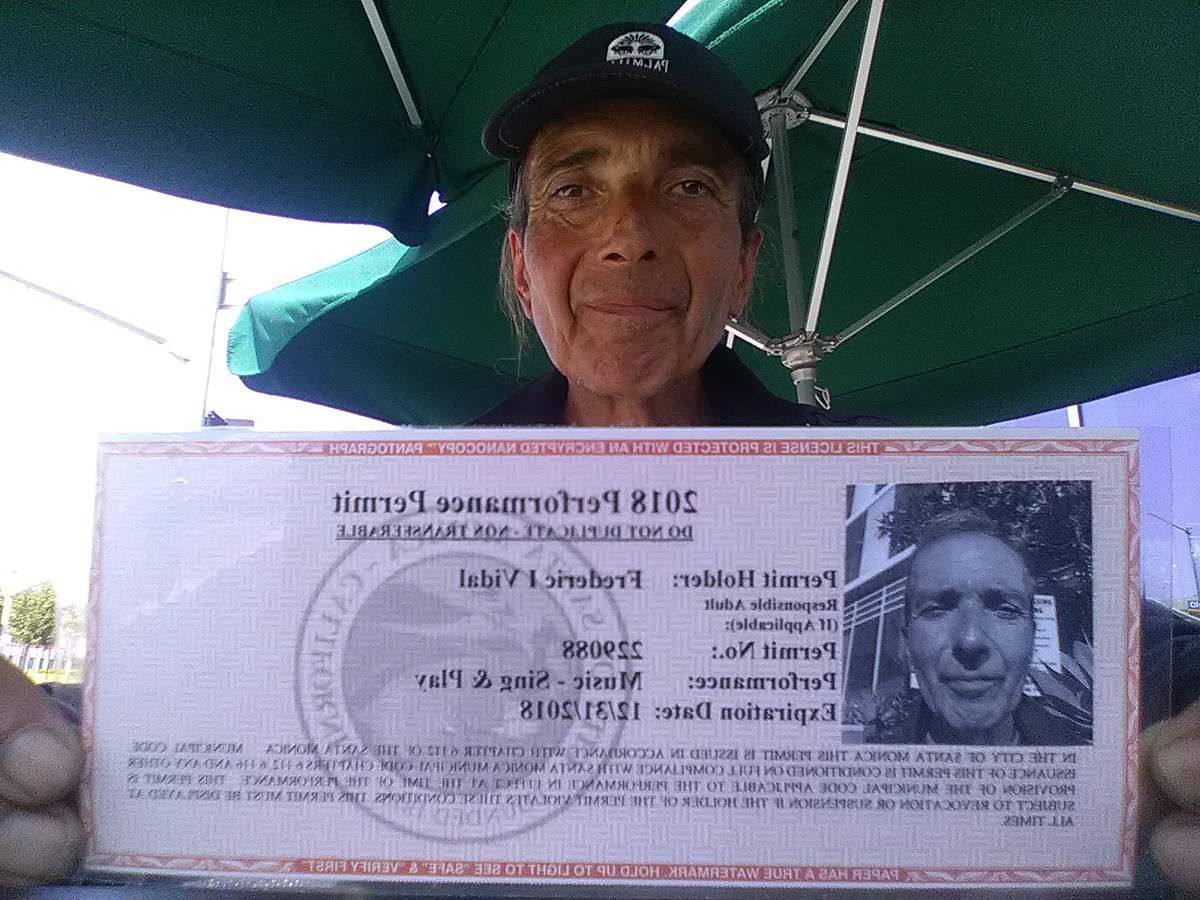 PALM
THIS LICENSE IS PROTECTED WITH AN ENCRYPTED NANOCOPY™ PANTOGRAPH
2018 Performance Permit
DO NOT DUPLICATE - NON TRANSFERABLE
Permit Holder: Frederic I Vidal
Responsible Adult
(If Applicable):
Permit No.: 229088
Performance: Music - Sing & Play
Expiration Date: 12/31/2018
IN THE CITY OF SANTA MONICA THIS PERMIT IS ISSUED IN ACCORDANCE WITH CHAPTER 6.112 OF THE SANTA MONICA MUNICIPAL CODE
ISSUANCE OF THIS PERMIT IS CONDITIONED ON FULL COMPLIANCE WITH SANTA MONICA MUNICIPAL CODE CHAPTERS 6.112 6.116 AND ANY OTHER
PROVISION OF THE MUNICIPAL CODE APPLICABLE TO THE PERFORMANCE IN EFFECT AT THE TIME OF THE PERFORMANCE. THIS PERMIT IS
SUBJECT TO REVOCATION OR SUSPENSION IF THE HOLDER OF THE PERMIT VIOLATES THESE CONDITIONS. THIS PERMIT MUST BE DISPLAYED AT
ALL TIMES.
CALIFORNIA
PAPER HAS A TRUE WATERMARK. HOLD UP TO LIGHT TO SEE "SAFE" & "VERIFY FIRST"